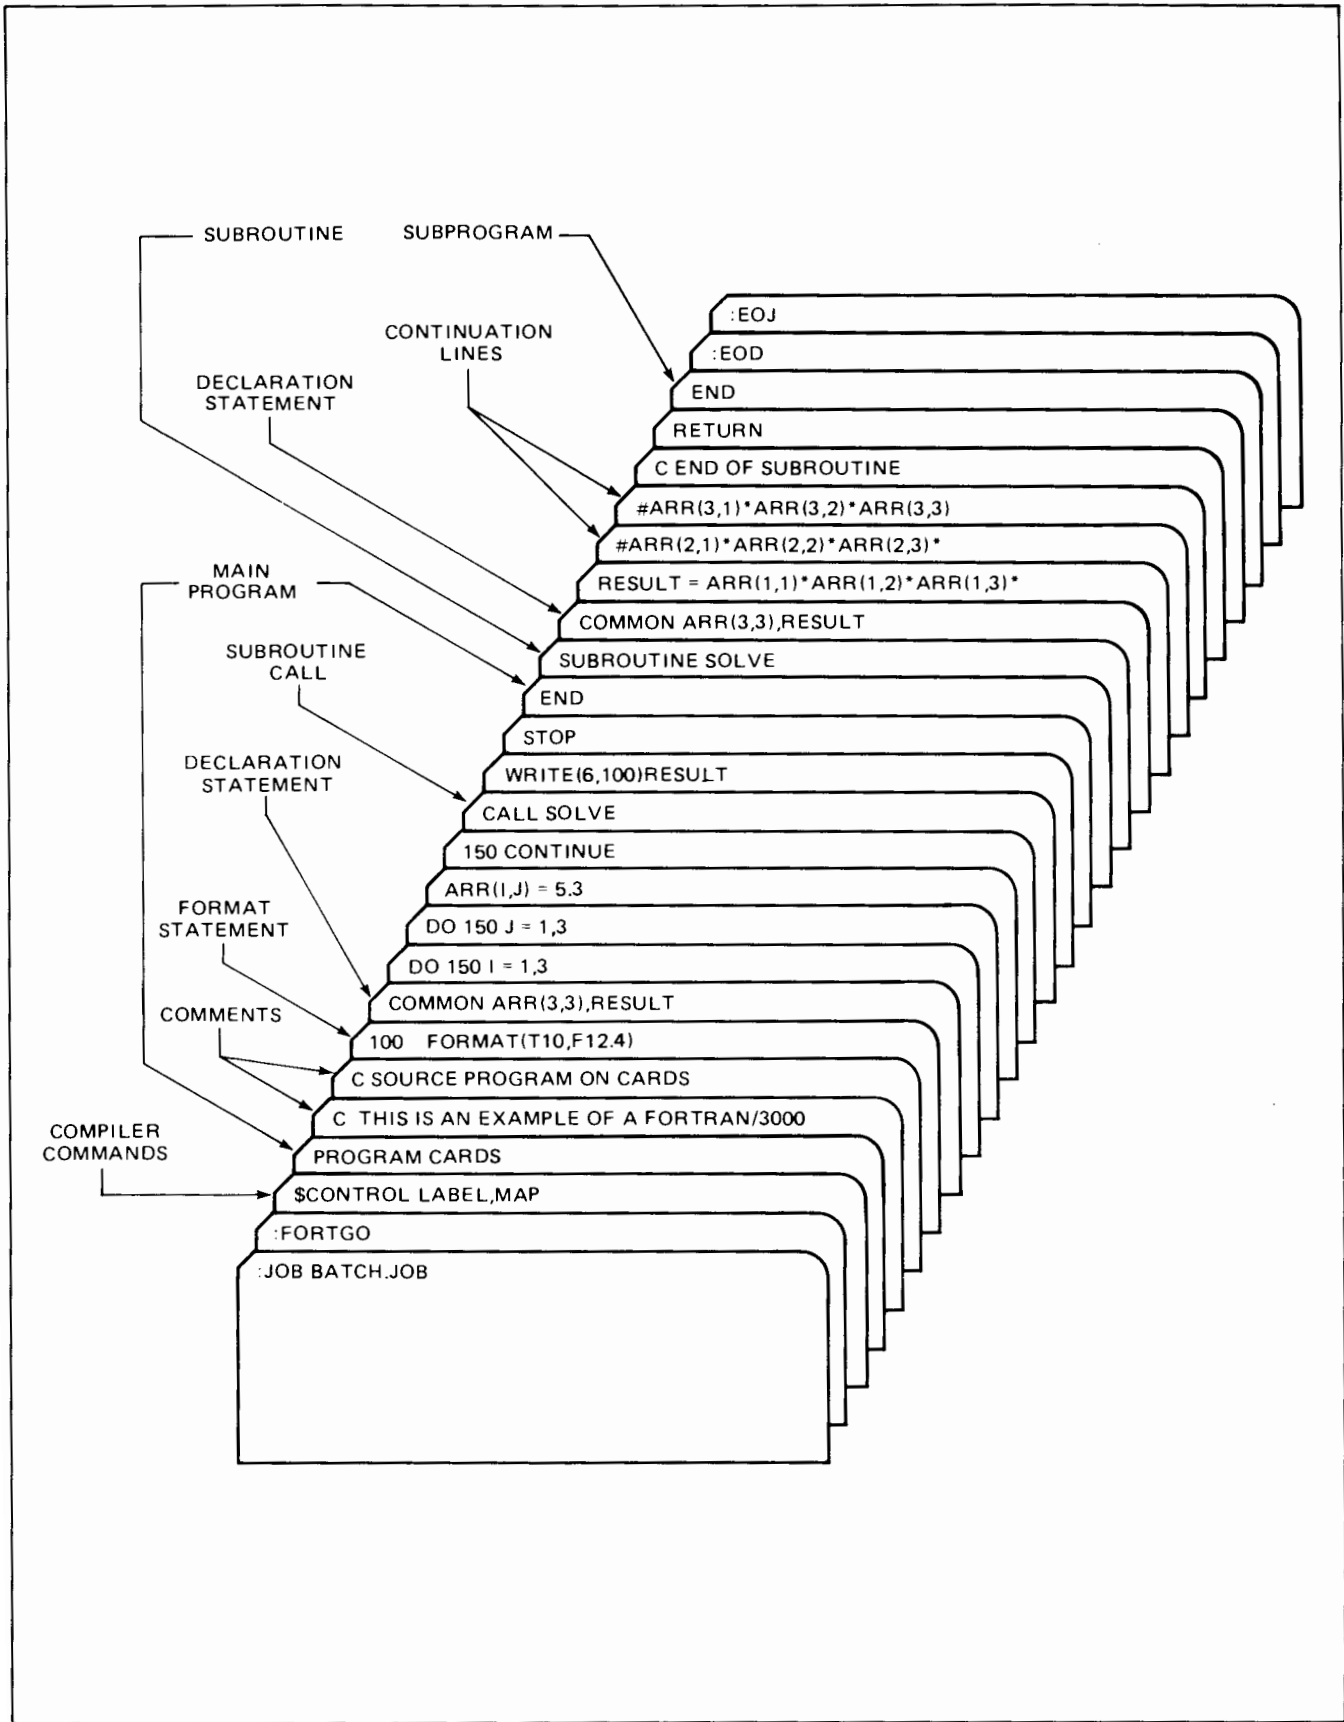 SUBROUTINE SUBPROGRAM
:EOJ
CONTINUATION
LINES
:EOD
DECLARATION
STATEMENT
END
RETURN
C END OF SUBROUTINE
#ARR(3,1)*ARR(3,2)*ARR(3,3)
#ARR(2,1)*ARR(2,2)*ARR(2,3)*
MAIN
PROGRAM
RESULT = ARR(1,1)*ARR(1,2)*ARR(1,3)*
COMMON ARR(3,3),RESULT
SUBROUTINE
CALL
SUBROUTINE SOLVE
END
STOP
DECLARATION
STATEMENT
WRITE(6,100)RESULT
CALL SOLVE
150 CONTINUE
ARR(I,J) = 5.3
FORMAT
STATEMENT
DO 150 J = 1,3
DO 150 I = 1,3
COMMON ARR(3,3),RESULT
COMMENTS
100 FORMAT(T10,F12.4)
C SOURCE PROGRAM ON CARDS
C THIS IS AN EXAMPLE OF A FORTRAN/3000
COMPILER
COMMANDS
PROGRAM CARDS
$CONTROL LABEL,MAP
:FORTGO
:JOB BATCH.JOB